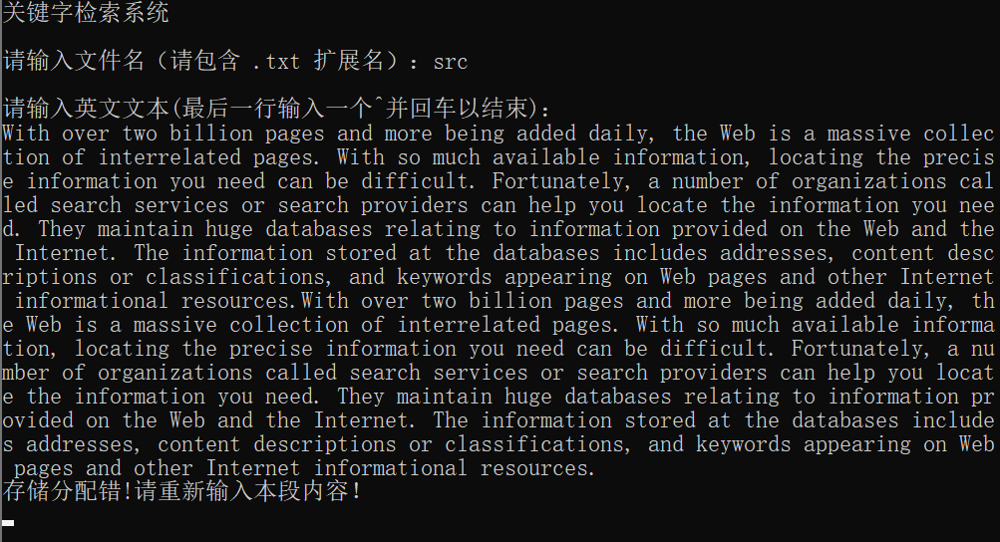 关键字检索系统
请输入文件名（请包含 .txt 扩展名）：src
请输入英文文本(最后一行输入一个^并回车以结束):
With over two billion pages and more being added daily, the Web is a massive collec
tion of interrelated pages. With so much available information, locating the precis
e information you need can be difficult. Fortunately, a number of organizations cal
led search services or search providers can help you locate the information you nee
d. They maintain huge databases relating to information provided on the Web and the
 Internet. The information stored at the databases includes addresses, content desc
riptions or classifications, and keywords appearing on Web pages and other Internet
 informational resources.With over two billion pages and more being added daily, th
e Web is a massive collection of interrelated pages. With so much available informa
tion, locating the precise information you need can be difficult. Fortunately, a nu
mber of organizations called search services or search providers can help you locat
e the information you need. They maintain huge databases relating to information pr
ovided on the Web and the Internet. The information stored at the databases include
s addresses, content descriptions or classifications, and keywords appearing on Web
 pages and other Internet informational resources.
存储分配错!请重新输入本段内容!